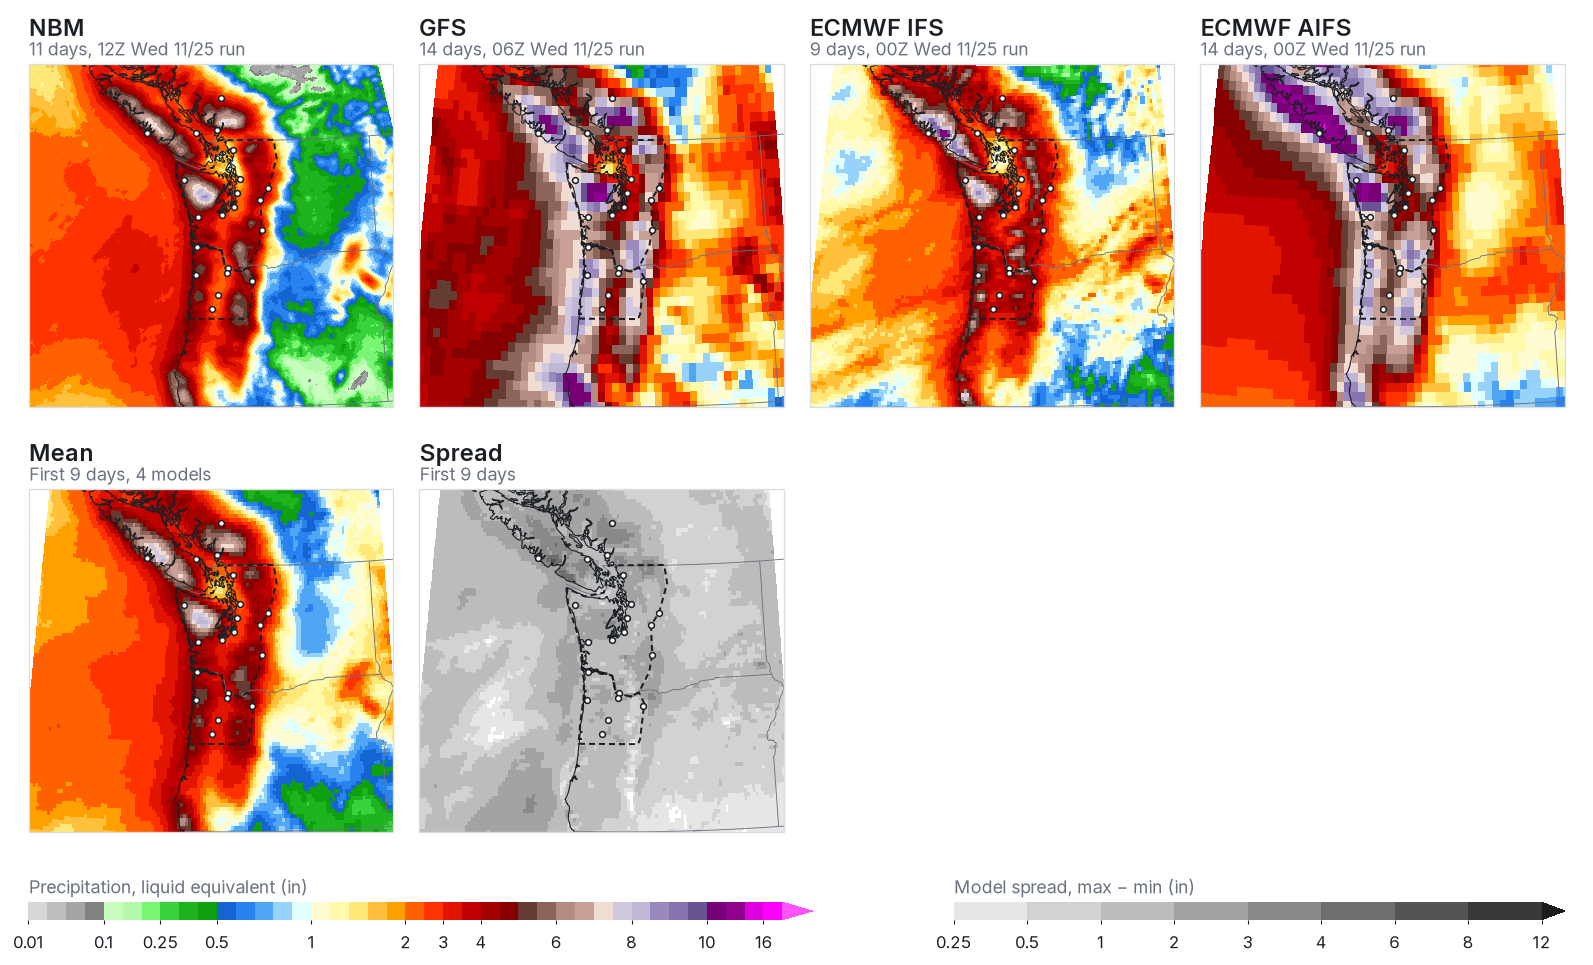 NBM
11 days, 12Z Wed 11/25 run
GFS
14 days, 06Z Wed 11/25 run
ECMWF IFS
9 days, 00Z Wed 11/25 run
ECMWF AIFS
14 days, 00Z Wed 11/25 run
Mean
First 9 days, 4 models
Spread
First 9 days
Precipitation, liquid equivalent (in)
0.01 0.1 0.25 0.5 1 2 3 4 6 8 10 16
Model spread, max − min (in)
0.25 0.5 1 2 3 4 6 8 12